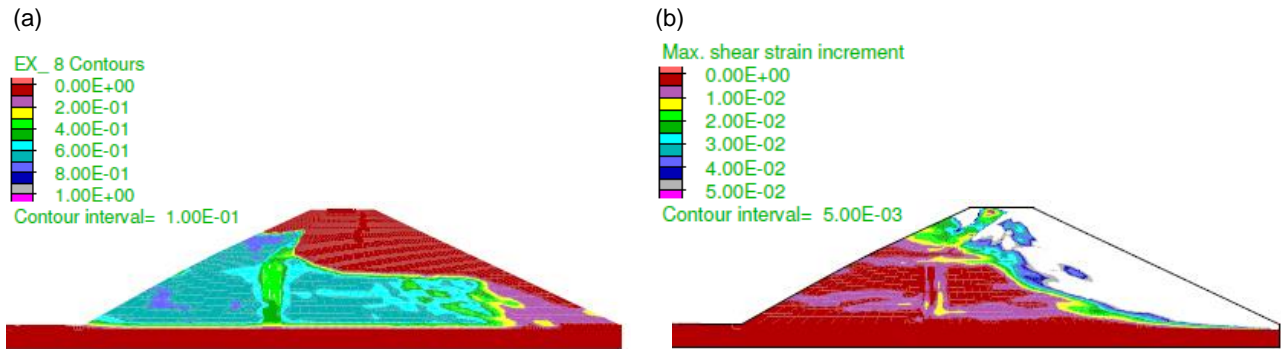 (a)
EX_ 8 Contours
0.00E+00
2.00E-01
4.00E-01
6.00E-01
8.00E-01
1.00E+00
Contour interval= 1.00E-01
(b)
Max. shear strain increment
0.00E+00
1.00E-02
2.00E-02
3.00E-02
4.00E-02
5.00E-02
Contour interval= 5.00E-03